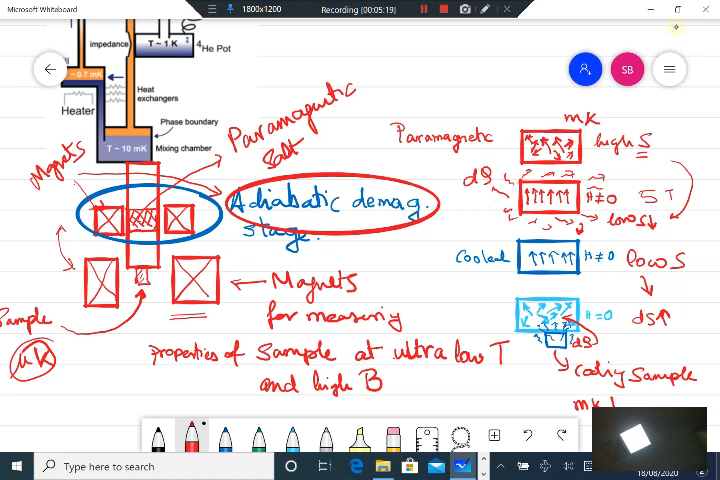 Microsoft Whiteboard
Recording [00:05:19]
1800x1200
impedance
T ~ 1 K
4He Pot
T ~ 0.7 mK
Heat
exchangers
Heater
Phase boundary
T ~ 10 mK
Mixing chamber
SB
Paramagnetic
Salt
Magnets
Adiabatic demag.
stage.
Magnets
for measuring
properties of Sample at ultra low T
and high B
Sample
μK
Paramagnetic
mK
high S
dQ
H≠0
5 T
low S↓
Cooled
H≠0
low S
H=0
dS↑
dQ
Sample
Type here to search
18/08/2020